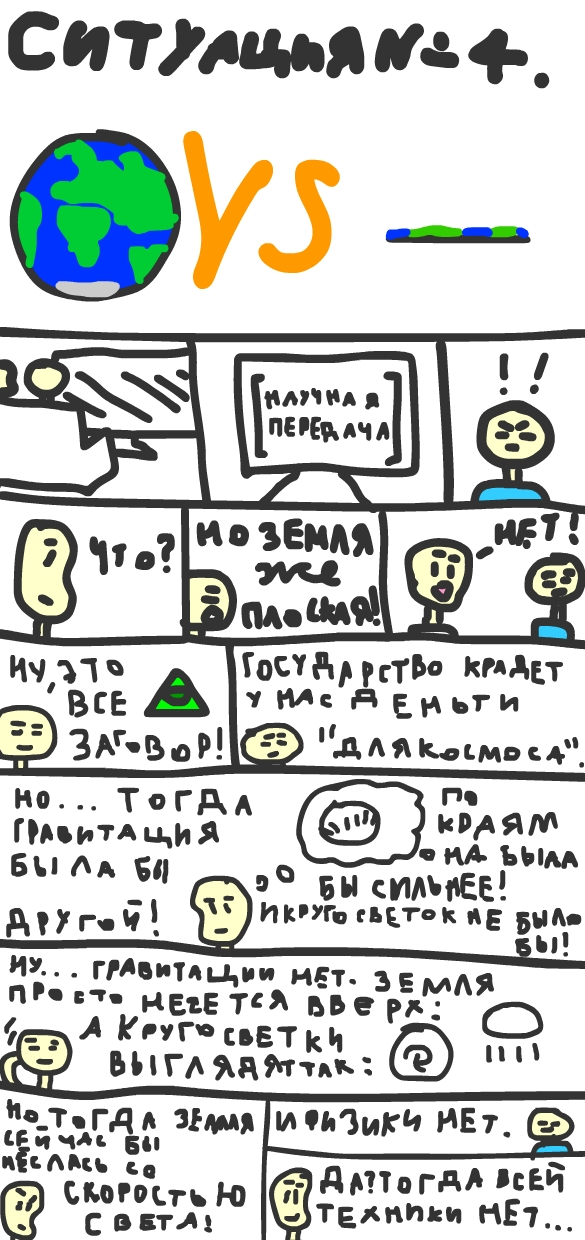 СИТУАЦИЯ №4.
VS
[НАУЧНАЯ
ПЕРЕДАЧА]
!!
ЧТО?
НО ЗЕМЛЯ
ЖЕ
ПЛОСКАЯ!
НЕТ!
НУ, ЭТО
ВСЕ
ЗАГОВОР!
ГОСУДАРСТВО КРАДЕТ
У НАС ДЕНЬГИ
"ДЛЯ КОСМОСА".
НО... ТОГДА
ГРАВИТАЦИЯ
БЫЛА БЫ
ДРУГОЙ!
ПО
КРАЯМ
ОНА БЫЛА
БЫ СИЛЬНЕЕ!
И КРУГОСВЕТОК НЕ БЫЛО
БЫ!
НУ... ГРАВИТАЦИИ НЕТ. ЗЕМЛЯ
ПРОСТО НЕСЕТСЯ ВВЕРХ:
А КРУГОСВЕТКИ
ВЫГЛЯДЯТ ТАК:
НО ТОГДА ЗЕМЛЯ
СЕЙЧАС БЫ
НЕСЛАСЬ СО
СКОРОСТЬЮ
СВЕТА!
И ФИЗИКИ НЕТ.
ДА? ТОГДА ВСЕЙ
ТЕХНИКИ НЕТ...